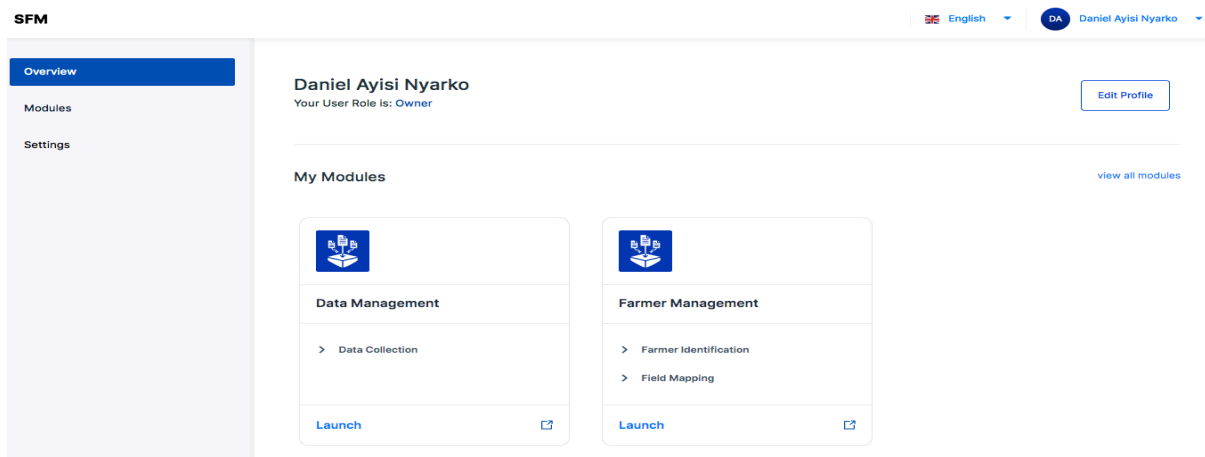 SFM
English
DA
Daniel Ayisi Nyarko
Overview
Modules
Settings
Daniel Ayisi Nyarko
Your User Role is: Owner
Edit Profile
My Modules
view all modules
Data Management
Data Collection
Launch
Farmer Management
Farmer Identification
Field Mapping
Launch